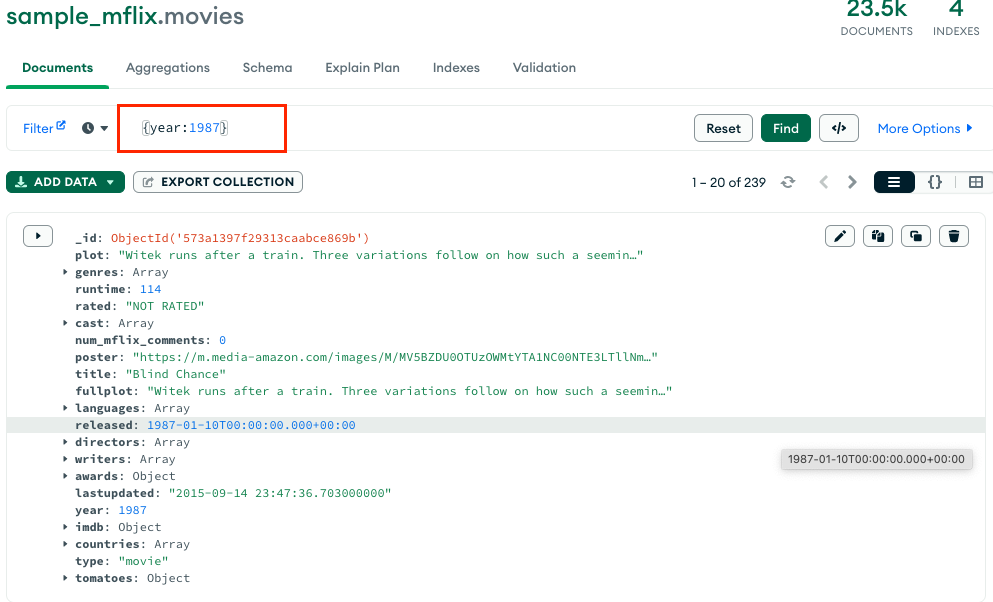 sample_mflix.movies
23.5k 4
DOCUMENTS INDEXES
Documents Aggregations Schema Explain Plan Indexes Validation
Filter {year:1987} Reset Find </> More Options
ADD DATA EXPORT COLLECTION 1 – 20 of 239 {}
_id: ObjectId('573a1397f29313caabce869b')
plot: "Witek runs after a train. Three variations follow on how such a seemin…"
genres: Array
runtime: 114
rated: "NOT RATED"
cast: Array
num_mflix_comments: 0
poster: "https://m.media-amazon.com/images/M/MV5BZDU0OTUzOWMtYTA1NC00NTE3LTllNm…"
title: "Blind Chance"
fullplot: "Witek runs after a train. Three variations follow on how such a seemin…"
languages: Array
released: 1987-01-10T00:00:00.000+00:00
directors: Array
writers: Array
1987-01-10T00:00:00.000+00:00
awards: Object
lastupdated: "2015-09-14 23:47:36.703000000"
year: 1987
imdb: Object
countries: Array
type: "movie"
tomatoes: Object